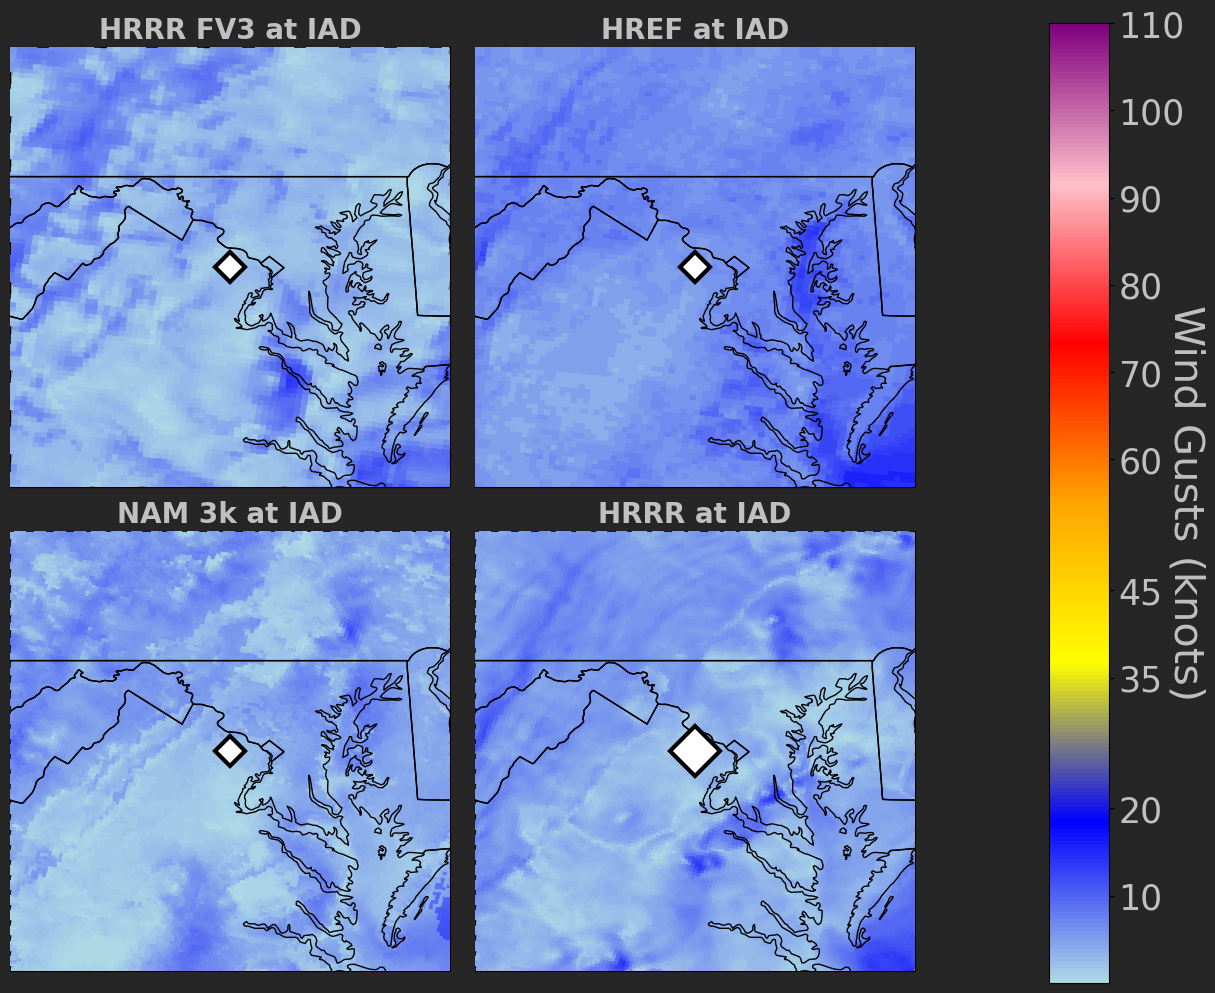 HRRR FV3 at IAD
HREF at IAD
NAM 3k at IAD
HRRR at IAD
110
100
90
80
70
60
45
35
20
10
Wind Gusts (knots)